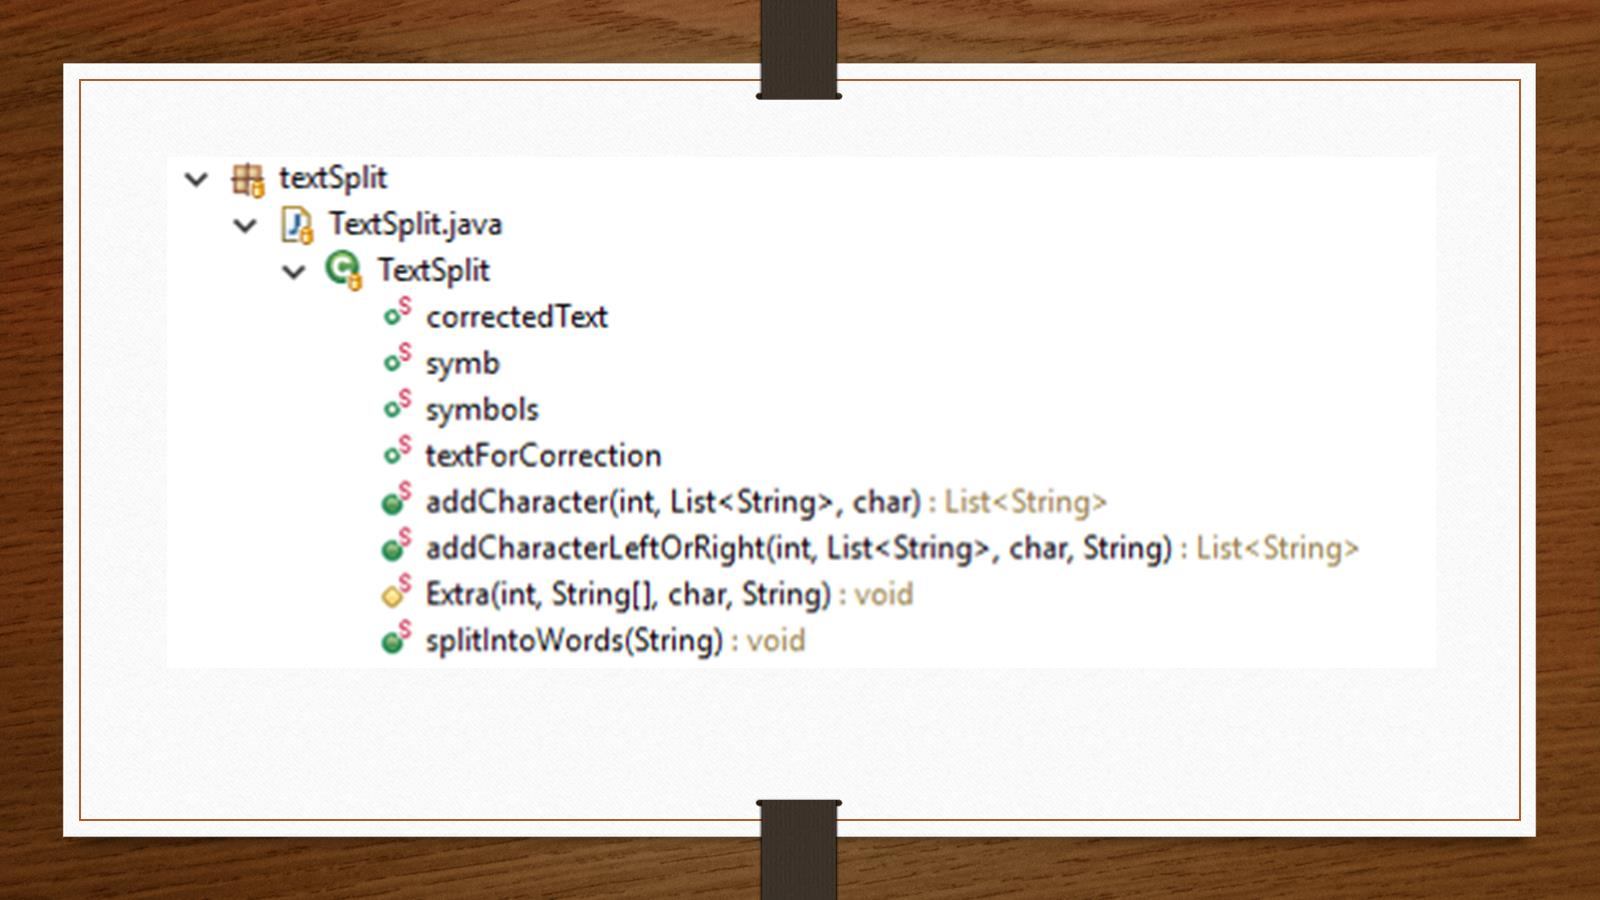 textSplit
TextSplit.java
TextSplit
correctedText
symb
symbols
textForCorrection
addCharacter(int, List<String>, char) : List<String>
addCharacterLeftOrRight(int, List<String>, char, String) : List<String>
Extra(int, String[], char, String) : void
splitIntoWords(String) : void